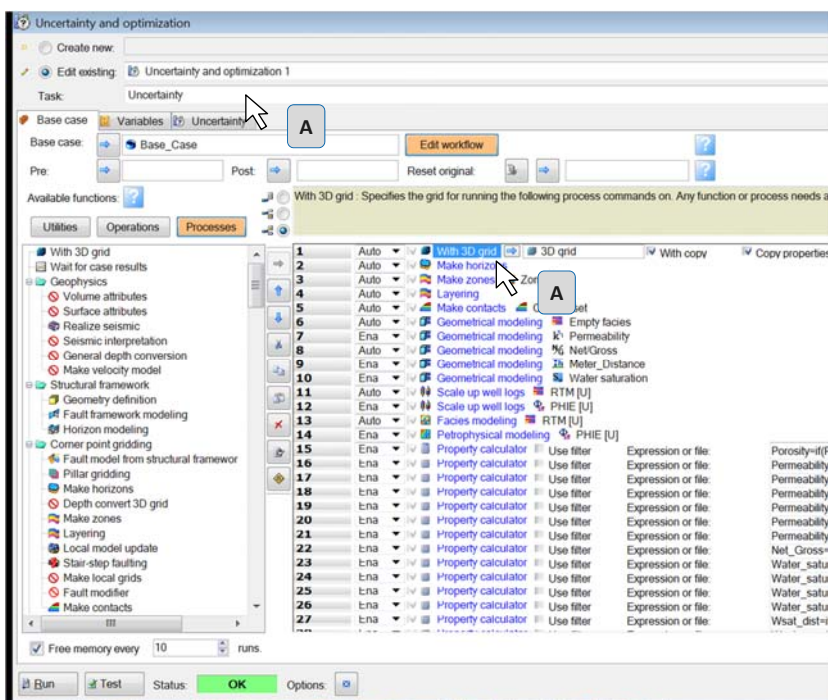 Uncertainty and optimization
Create new:
Edit existing: Uncertainty and optimization 1
Task: Uncertainty
A
Base case Variables Uncertainty
Base case: Base_Case Edit workflow ?
Pre: Post: Reset original: ?
Available functions: ? With 3D grid : Specifies the grid for running the following process commands on. Any function or process needs a
Utilities Operations Processes
With 3D grid
Wait for case results
Geophysics
Volume attributes
Surface attributes
Realize seismic
Seismic interpretation
General depth conversion
Make velocity model
Structural framework
Geometry definition
Fault framework modeling
Horizon modeling
Corner point gridding
Fault model from structural framewor
Pillar gridding
Make horizons
Depth convert 3D grid
Make zones
Layering
Local model update
Stair-step faulting
Make local grids
Fault modifier
Make contacts
1 Auto With 3D grid 3D grid With copy Copy properties
2 Auto Make horizons
3 Auto Make zones
4 Auto Layering
A
5 Auto Make contacts
6 Auto Geometrical modeling Empty facies
7 Ena Geometrical modeling Permeability
8 Auto Geometrical modeling Net/Gross
9 Ena Geometrical modeling Meter_Distance
10 Ena Geometrical modeling Water saturation
11 Auto Scale up well logs RTM [U]
12 Ena Scale up well logs PHIE [U]
13 Auto Facies modeling RTM [U]
14 Ena Petrophysical modeling PHIE [U]
15 Ena Property calculator Use filter Expression or file: Porosity=if(
16 Ena Property calculator Use filter Expression or file: Permeability
17 Ena Property calculator Use filter Expression or file: Permeability
18 Ena Property calculator Use filter Expression or file: Permeability
19 Ena Property calculator Use filter Expression or file: Permeability
20 Ena Property calculator Use filter Expression or file: Permeability
21 Ena Property calculator Use filter Expression or file: Permeability
22 Ena Property calculator Use filter Expression or file: Net_Gross=
23 Ena Property calculator Use filter Expression or file: Water_satu
24 Ena Property calculator Use filter Expression or file: Water_satu
25 Ena Property calculator Use filter Expression or file: Water_satu
26 Ena Property calculator Use filter Expression or file: Water_satu
27 Ena Property calculator Use filter Expression or file: Wsat_dist=i
Free memory every 10 runs.
Run Test Status: OK Options: